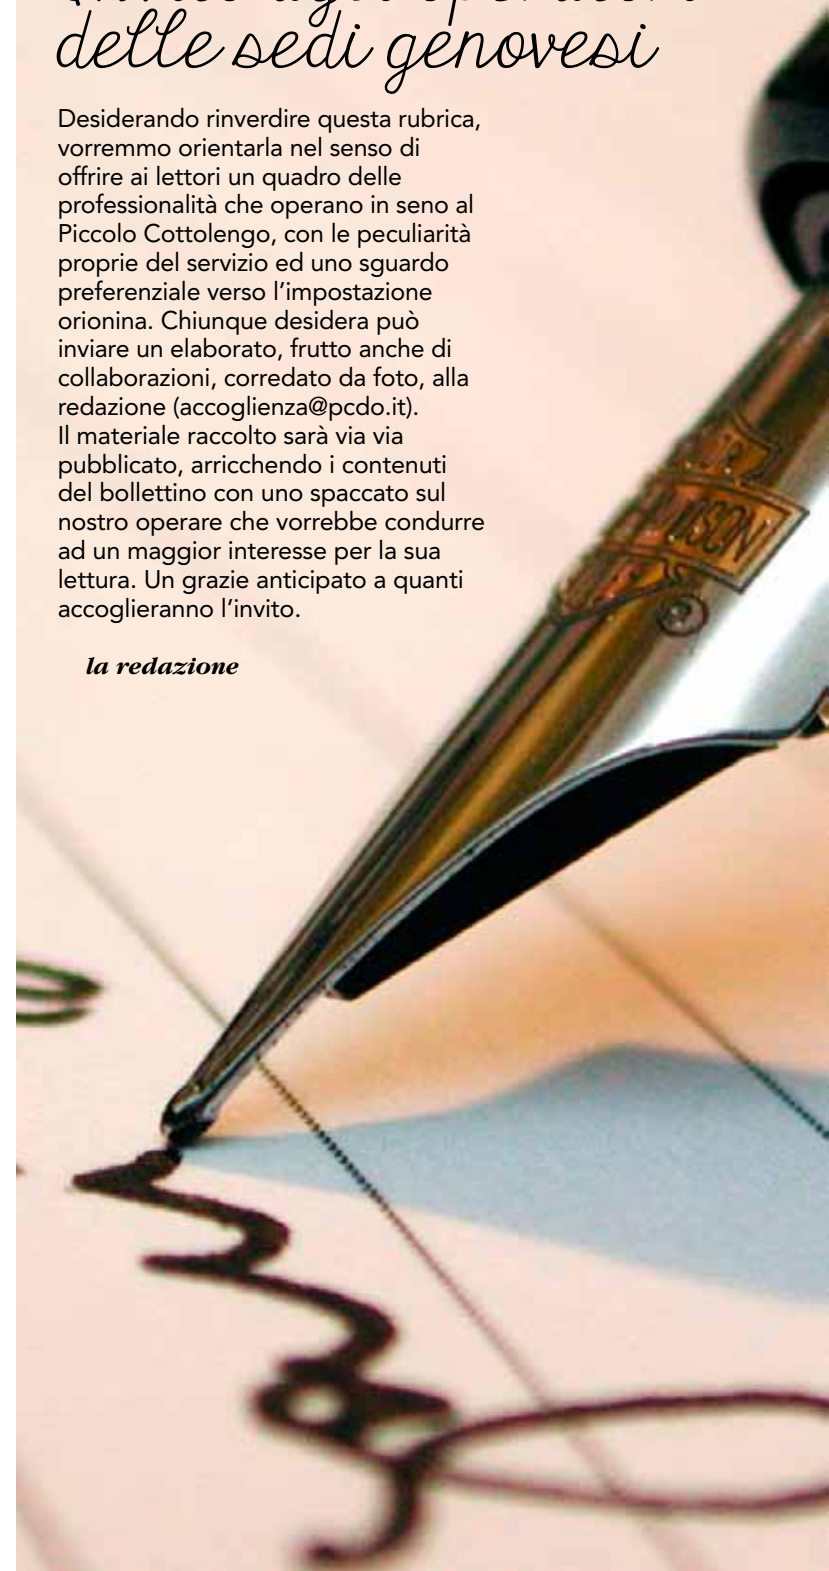 delle sedi genovesi
Desiderando rinverdire questa rubrica,
vorremmo orientarla nel senso di
offrire ai lettori un quadro delle
professionalità che operano in seno al
Piccolo Cottolengo, con le peculiarità
proprie del servizio ed uno sguardo
preferenziale verso l'impostazione
orionina. Chiunque desidera può
inviare un elaborato, frutto anche di
collaborazioni, corredato da foto, alla
redazione (accoglienza@pcdo.it).
Il materiale raccolto sarà via via
pubblicato, arricchendo i contenuti
del bollettino con uno spaccato sul
nostro operare che vorrebbe condurre
ad un maggior interesse per la sua
lettura. Un grazie anticipato a quanti
accoglieranno l'invito.
la redazione